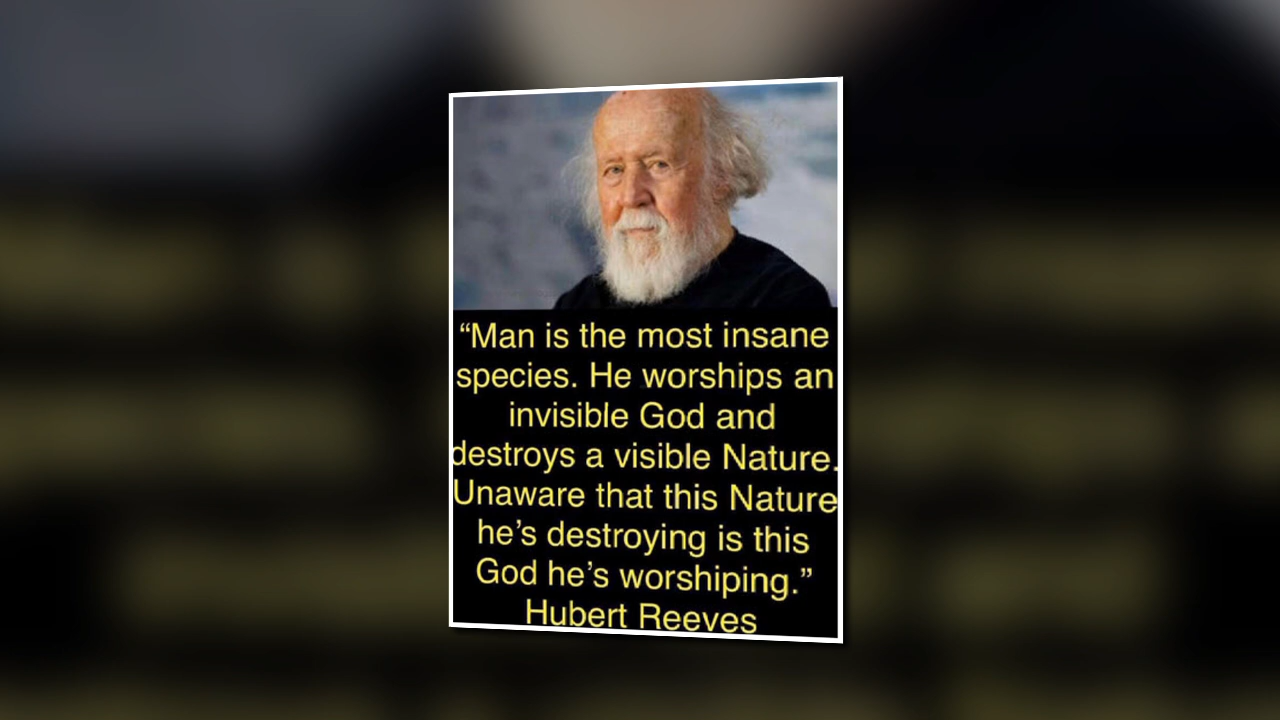 “Man is the most insane
species. He worships an
invisible God and
destroys a visible Nature.
Unaware that this Nature
he’s destroying is this
God he’s worshiping.”
Hubert Reeves